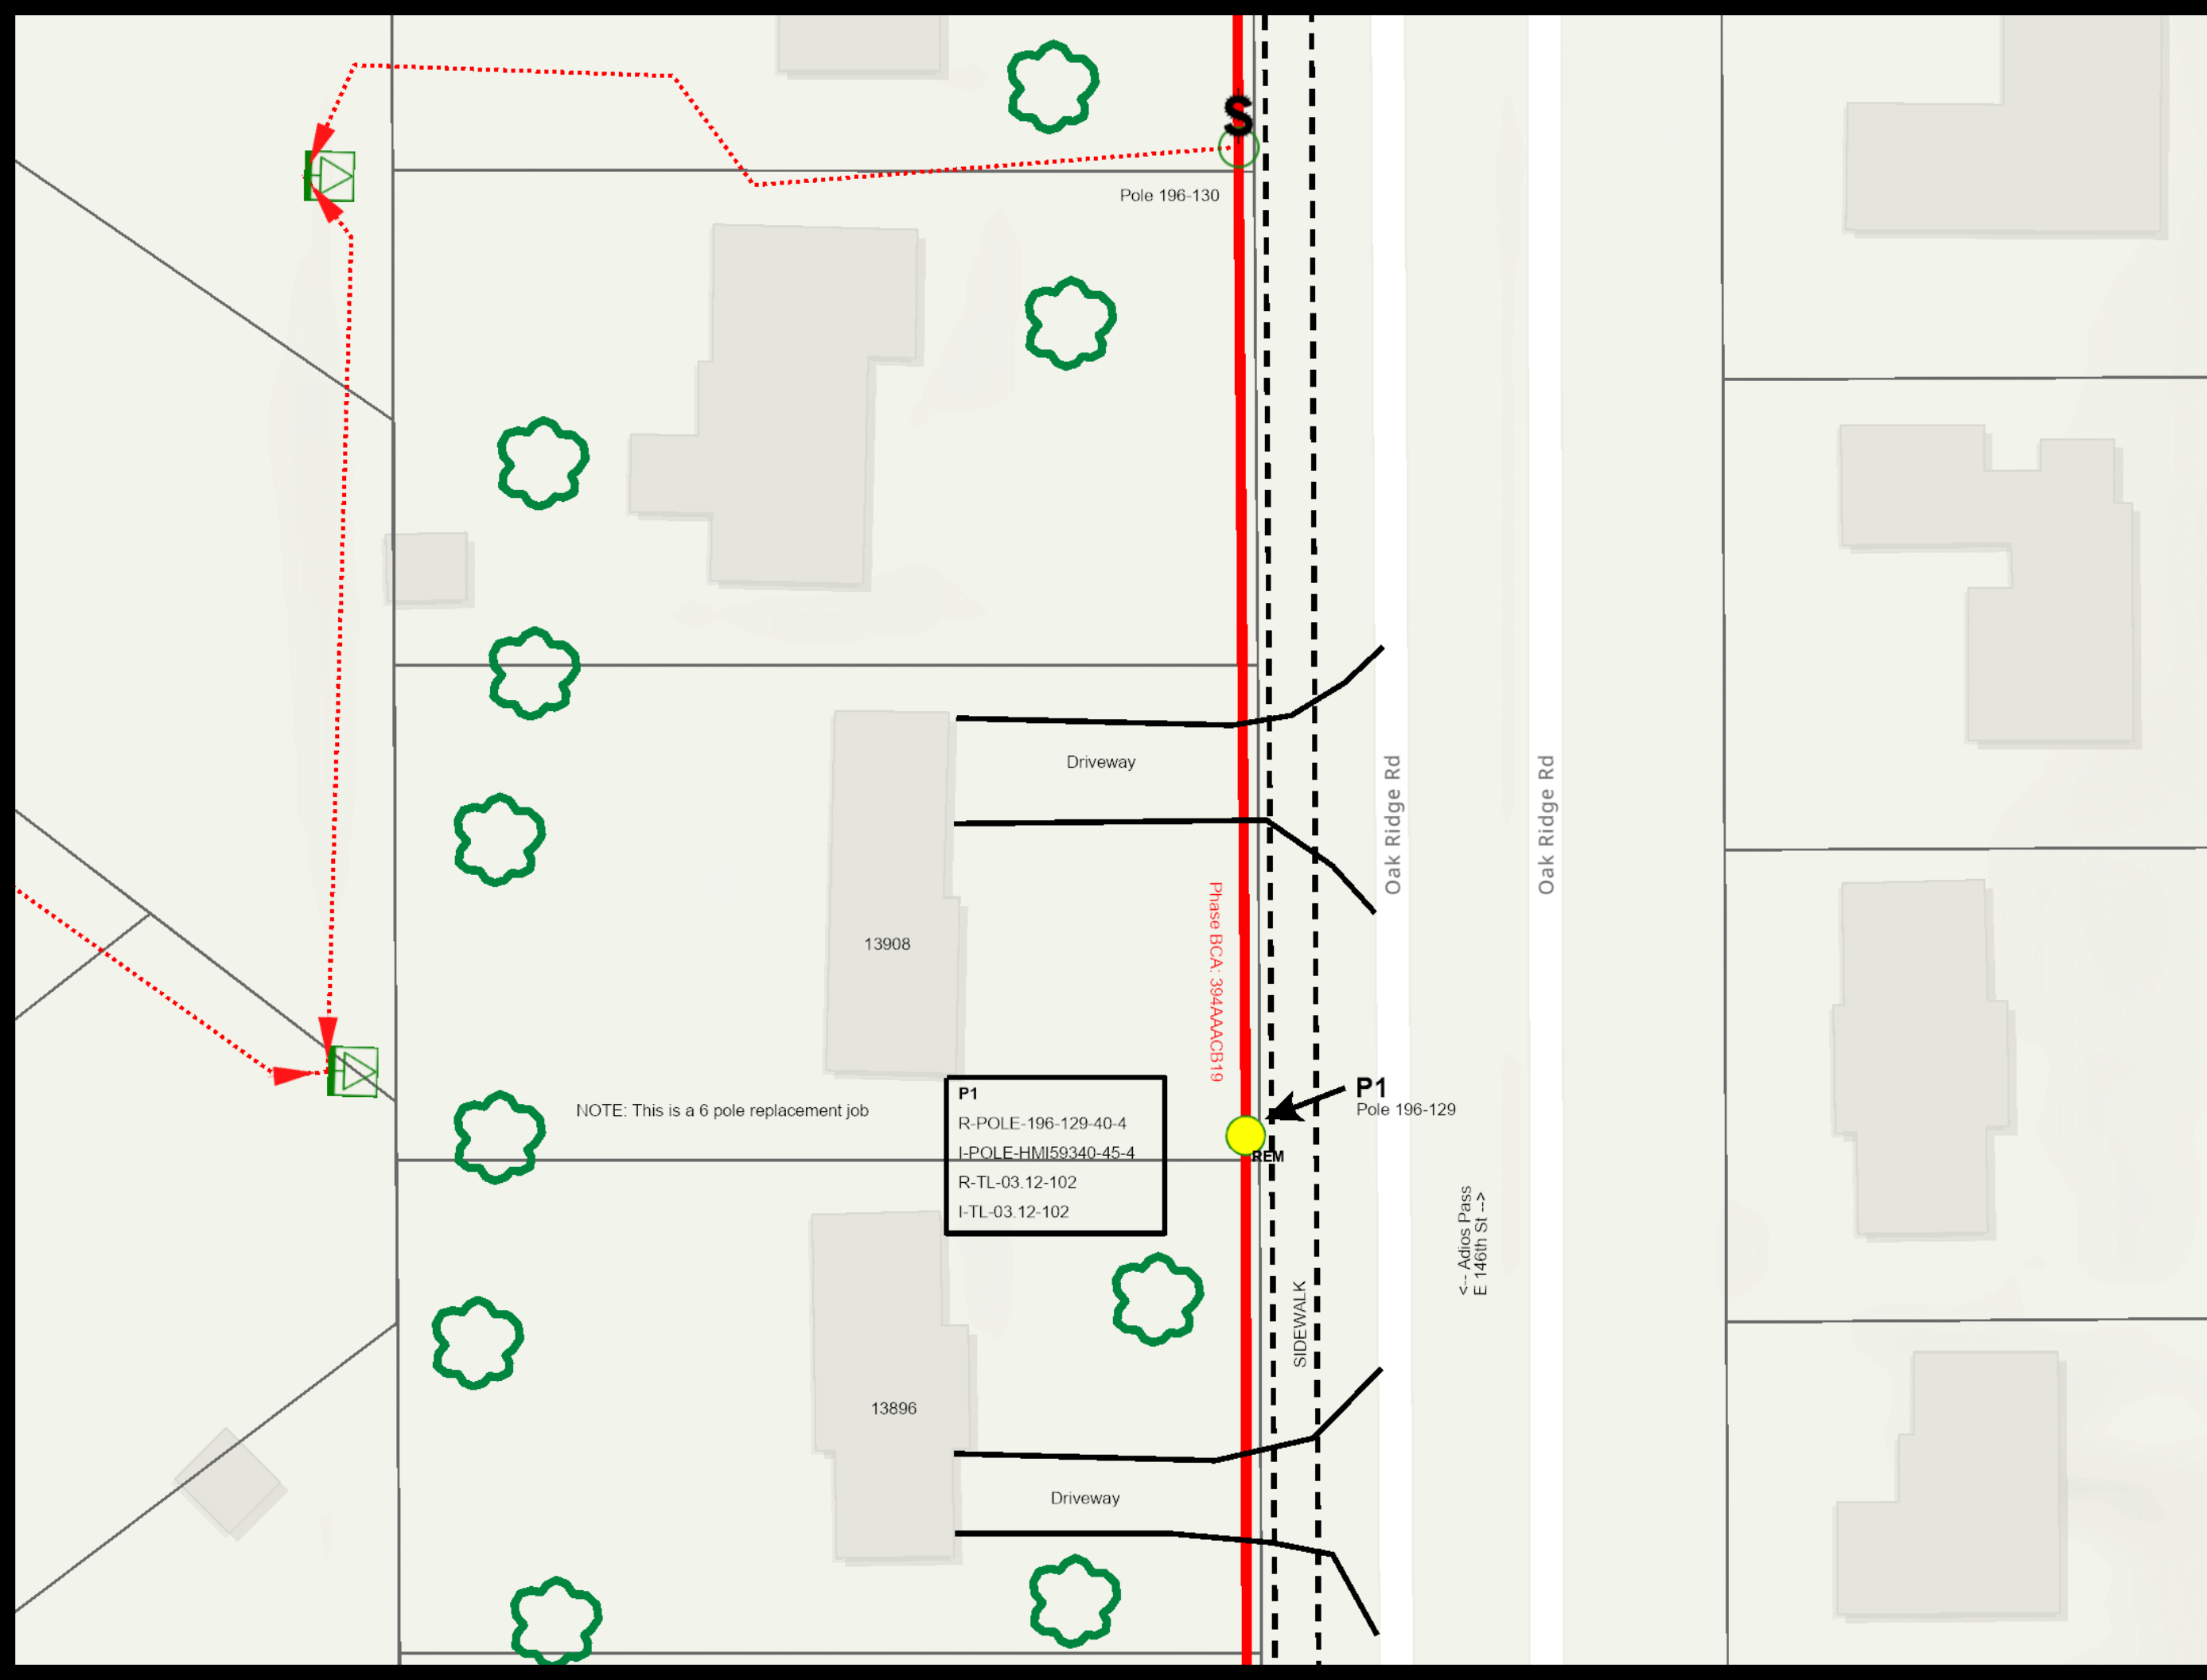 S
Pole 196-130
Driveway
Oak Ridge Rd
Oak Ridge Rd
Phase BCA: 394AAACB19
13908
P1
Pole 196-129
NOTE: This is a 6 pole replacement job
P1
R-POLE-196-129-40-4
I-POLE-HMI59340-45-4
R-TL-03.12-102
I-TL-03.12-102
REM
<-- Adios Pass
E 146th St -->
SIDEWALK
13896
Driveway